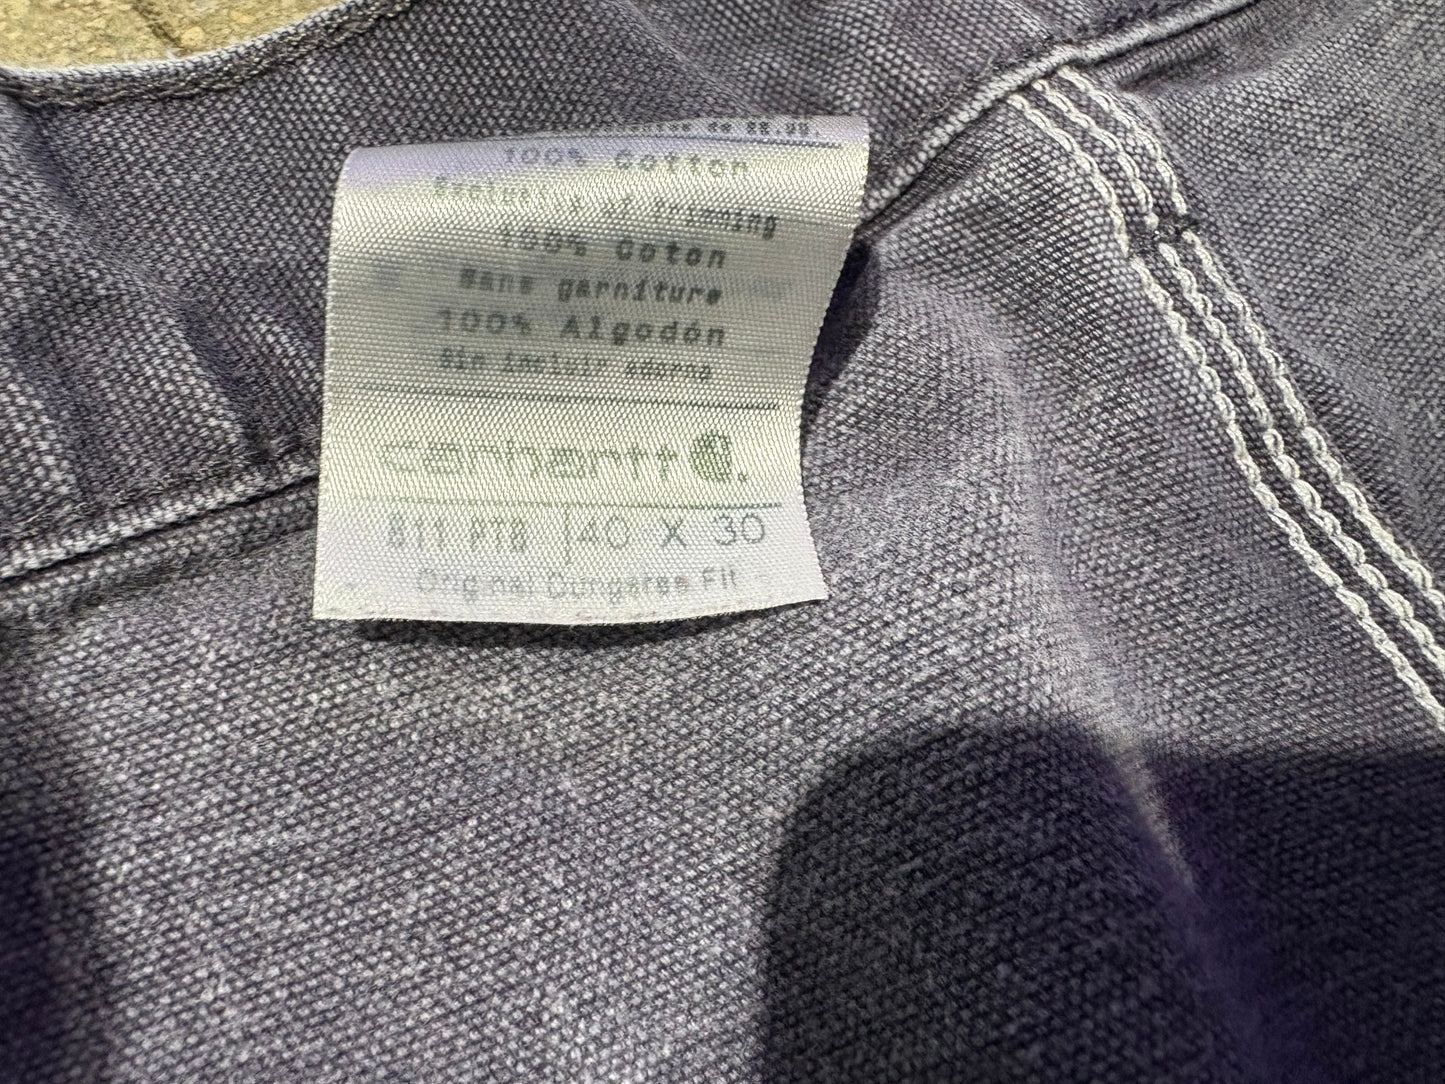 100% Cotton
Exclusive of trimming
100% Coton
Sans garniture
100% Algodón
Sin incluir adorno
carhartt
B11 PTB | 40 X 30
Original Dungaree Fit